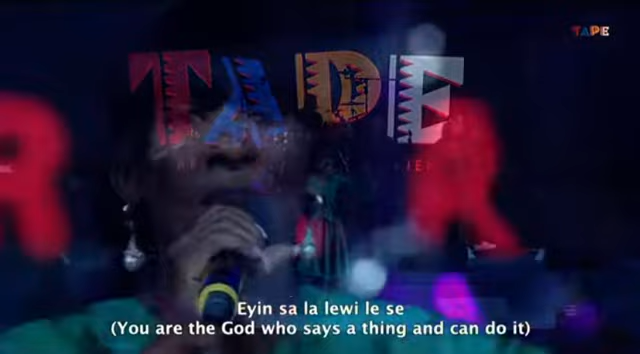 TAPE
TAPE
R
R
Eyin sa la lewi le se
(You are the God who says a thing and can do it)